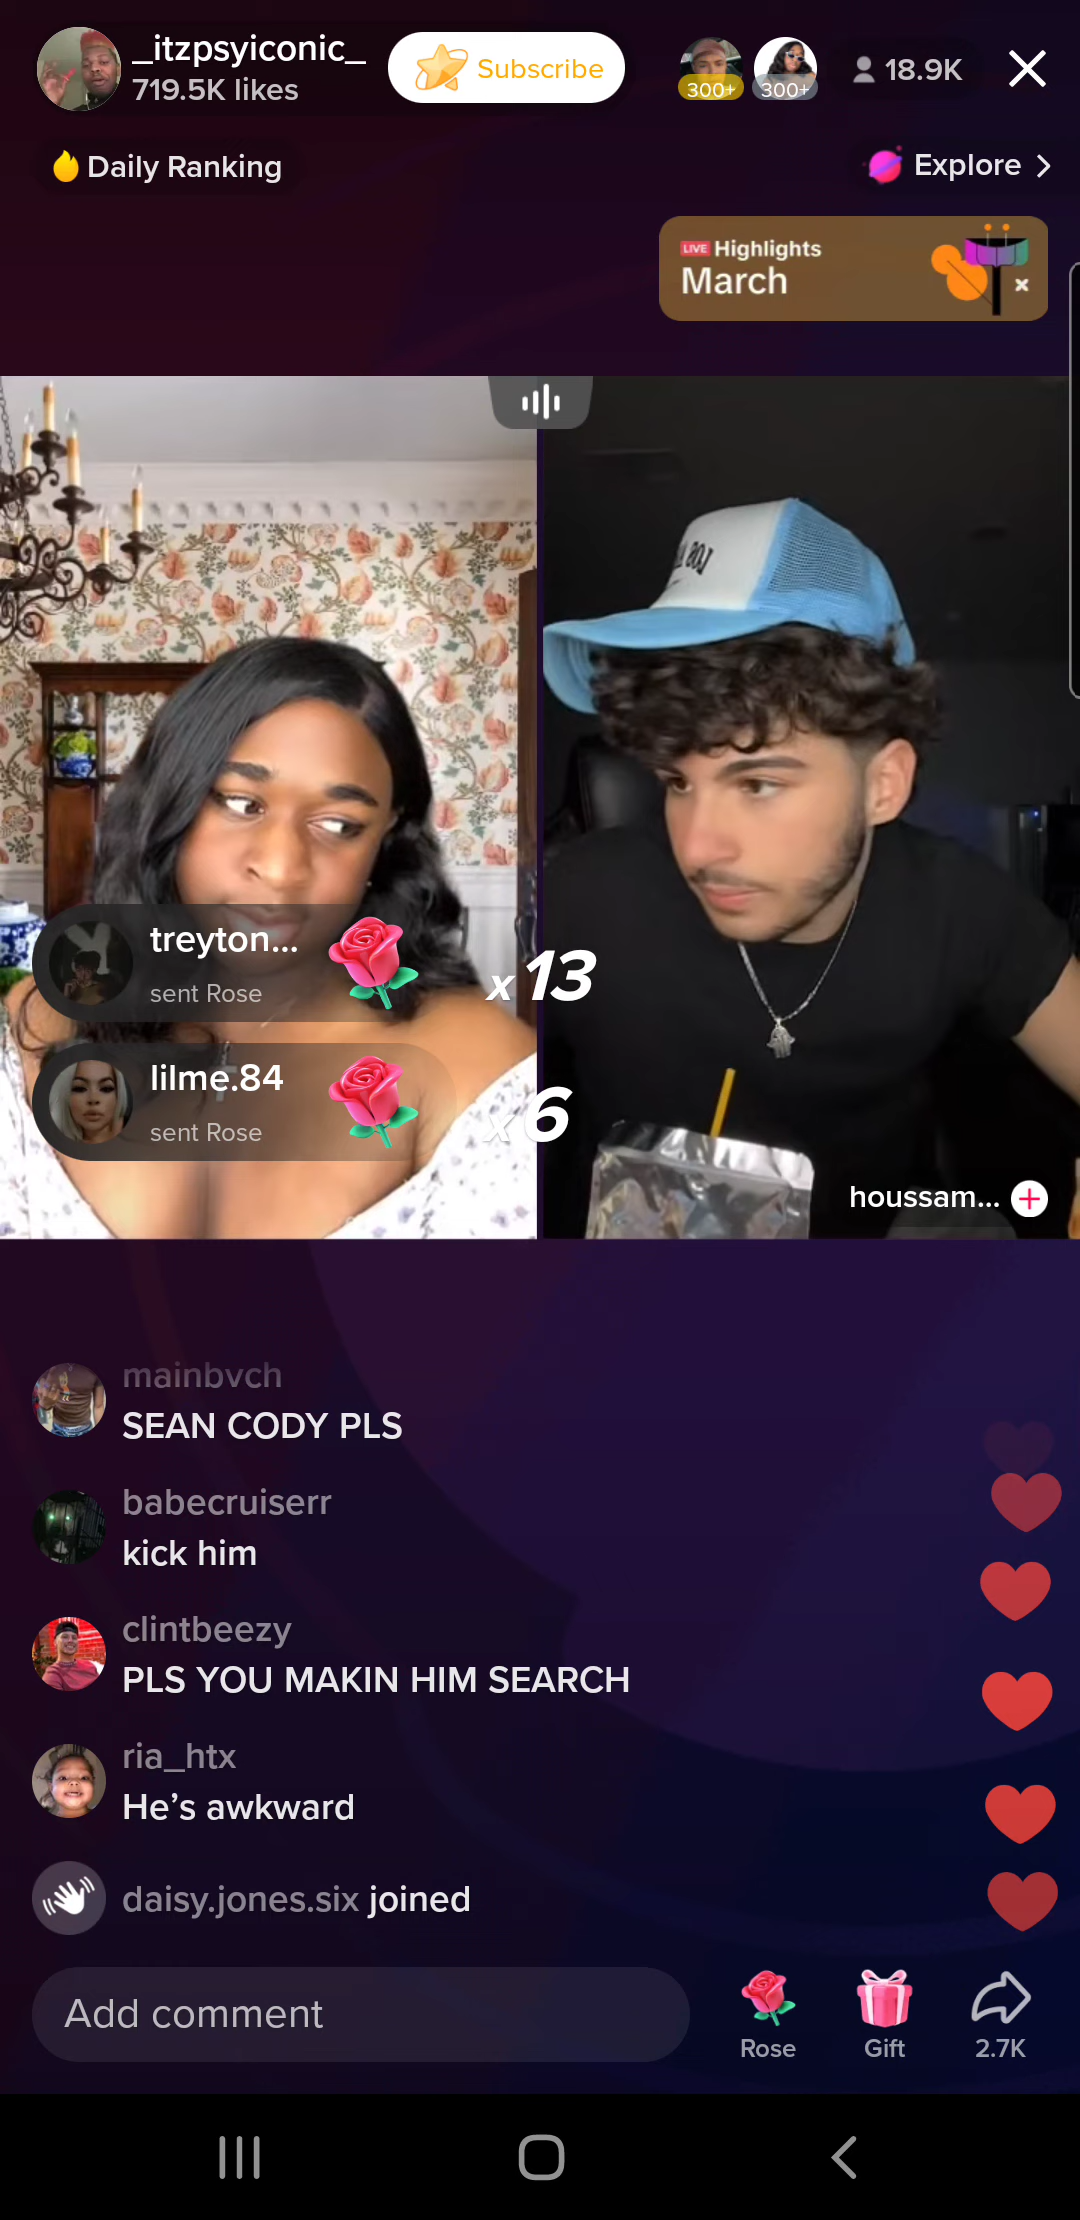 _itzpsyiconic_
719.5K likes
Subscribe
300+
300+
18.9K
Daily Ranking
Explore
LIVE Highlights
March
treyton...
sent Rose
x 13
lilme.84
sent Rose
x 6
houssam...
mainbvch
SEAN CODY PLS
babecruiserr
kick him
clintbeezy
PLS YOU MAKIN HIM SEARCH
ria_htx
He's awkward
daisy.jones.six joined
Add comment
Rose
Gift
2.7K